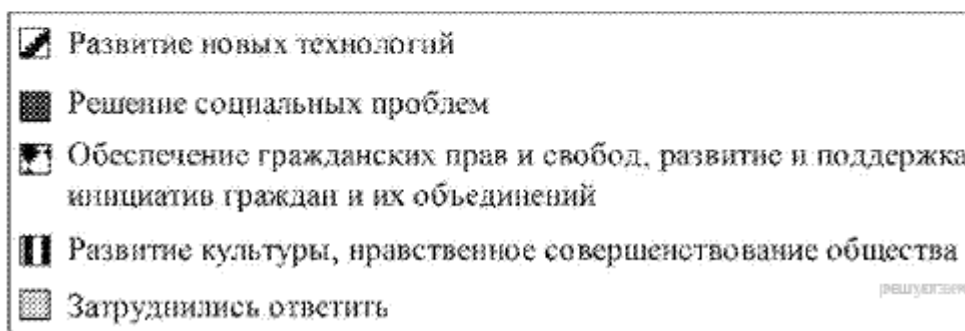 Развитие новых технологий
Решение социальных проблем
Обеспечение гражданских прав и свобод, развитие и поддержка
инициатив граждан и их объединений
Развитие культуры, нравственное совершенствование общества
Затруднились ответить